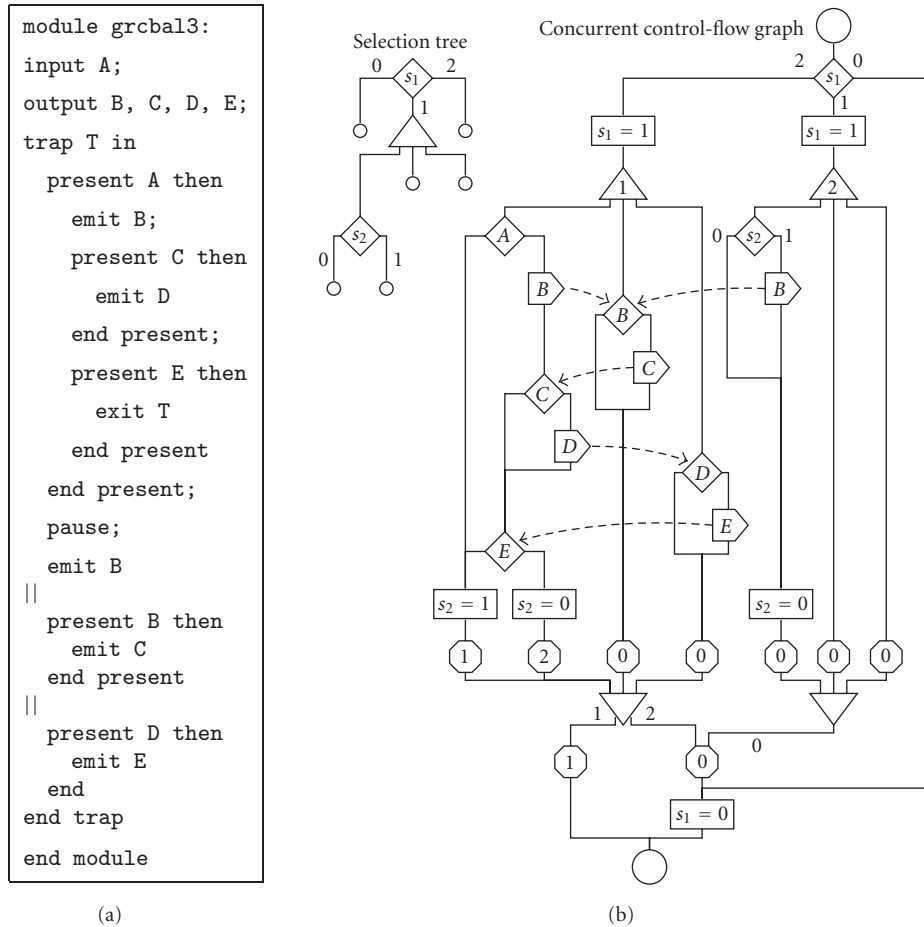 module grcbal3:
input A;
output B, C, D, E;
trap T in
present A then
emit B;
present C then
emit D
end present;
present E then
exit T
end present
end present;
pause;
emit B
||
present B then
emit C
end present
||
present D then
emit E
end
end trap
end module
(a)
Selection tree
0 s1 2
1
s2
0 1
Concurrent control-flow graph
2 s1 0
1
s1 = 1 s1 = 1
1 2
A 0 s2 1
B B B
C C
D D
E E
s2 = 1 s2 = 0 s2 = 0
1 2 0 0 0 0 0
1 2
0
1 0
s1 = 0
(b)